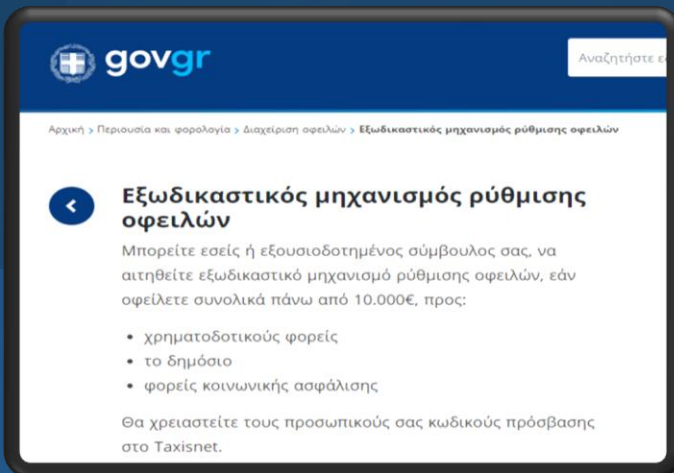 govgr
Αναζητήστε
Αρχική > Περιουσία και φορολογία > Διαχείριση οφειλών > Εξωδικαστικός μηχανισμός ρύθμισης οφειλών
Εξωδικαστικός μηχανισμός ρύθμισης
οφειλών
Μπορείτε εσείς ή εξουσιοδοτημένος σύμβουλος σας, να
αιτηθείτε εξωδικαστικό μηχανισμό ρύθμισης οφειλών, εάν
οφείλετε συνολικά πάνω από 10.000€, προς:
• χρηματοδοτικούς φορείς
• το δημόσιο
• φορείς κοινωνικής ασφάλισης
Θα χρειαστείτε τους προσωπικούς σας κωδικούς πρόσβασης
στο Taxisnet.